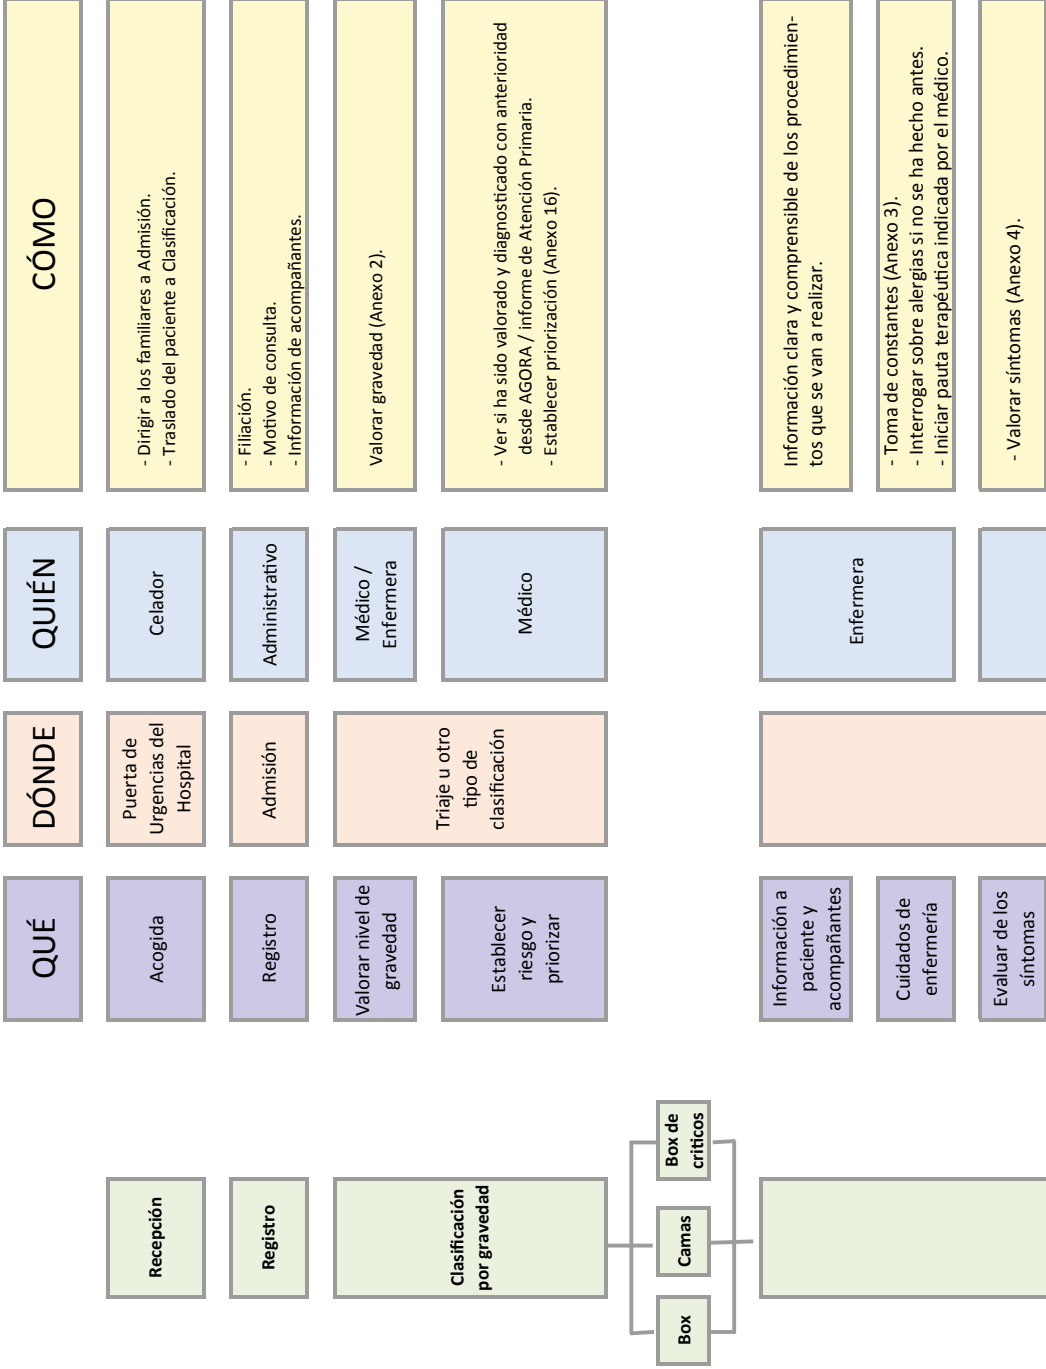 QUÉ
DÓNDE
QUIÉN
CÓMO
Recepción
Acogida
Puerta de
Urgencias del
Hospital
Celador
- Dirigir a los familiares a Admisión.
- Traslado del paciente a Clasificación.
Registro
Registro
Admisión
Administrativo
- Filiación.
- Motivo de consulta.
- Información de acompañantes.
Clasificación
por gravedad
Valorar nivel de
gravedad
Triaje u otro
tipo de
clasificación
Médico /
Enfermera
Valorar gravedad (Anexo 2).
Establecer
riesgo y
priorizar
Médico
- Ver si ha sido valorado y diagnosticado con anterioridad
desde AGORA / informe de Atención Primaria.
- Establecer priorización (Anexo 16).
Box
Camas
Box de
criticos
Información a
paciente y
acompañantes
Enfermera
Información clara y comprensible de los procedimien-
tos que se van a realizar.
Cuidados de
enfermería
- Toma de constantes (Anexo 3).
- Interrogar sobre alergias si no se ha hecho antes.
- Iniciar pauta terapéutica indicada por el médico.
Evaluar de los
síntomas
- Valorar síntomas (Anexo 4).